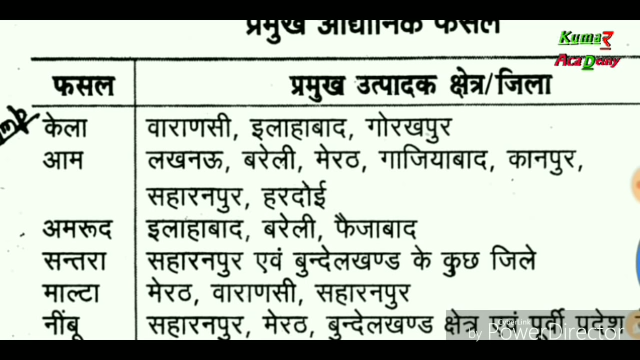 प्रमुख औद्यानिक फसलें
Kumar
Academy
फसल प्रमुख उत्पादक क्षेत्र/जिला
केला वाराणसी, इलाहाबाद, गोरखपुर
आम लखनऊ, बरेली, मेरठ, गाजियाबाद, कानपुर,
सहारनपुर, हरदोई
अमरूद इलाहाबाद, बरेली, फैजाबाद
सन्तरा सहारनपुर एवं बुन्देलखण्ड के कुछ जिले
माल्टा मेरठ, वाराणसी, सहारनपुर
नींबू सहारनपुर, मेरठ, बुन्देलखण्ड क्षेत्र एवं पूर्वी प्रदेश
by PowerDirector